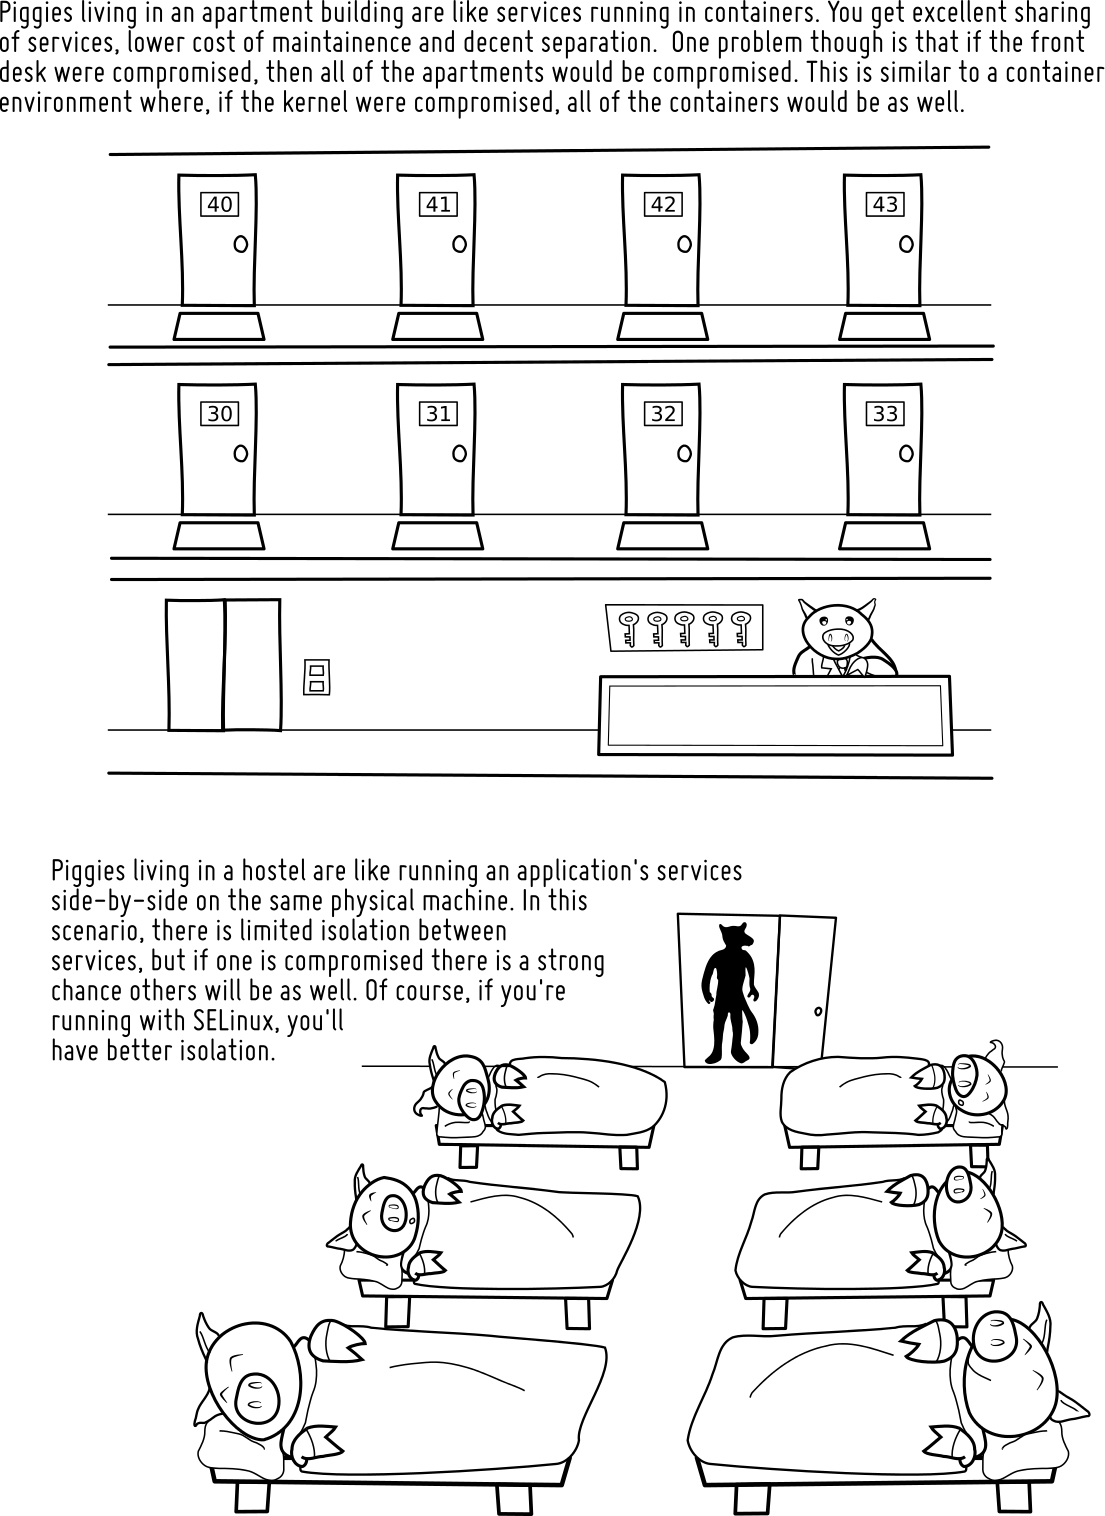 Piggies living in an apartment building are like services running in containers. You get excellent sharing
of services, lower cost of maintainence and decent separation. One problem though is that if the front
desk were compromised, then all of the apartments would be compromised. This is similar to a container
environment where, if the kernel were compromised, all of the containers would be as well.
40 41 42 43
30 31 32 33
Piggies living in a hostel are like running an application's services
side-by-side on the same physical machine. In this
scenario, there is limited isolation between
services, but if one is compromised there is a strong
chance others will be as well. Of course, if you're
running with SELinux, you'll
have better isolation.